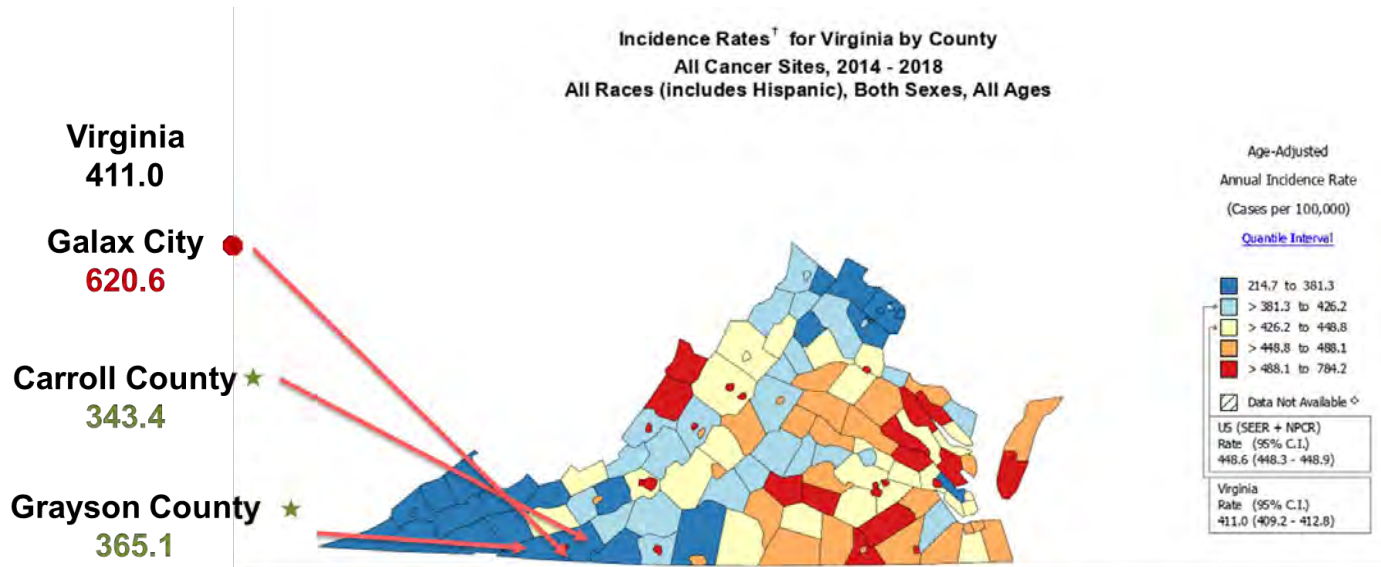 Incidence Rates† for Virginia by County
All Cancer Sites, 2014 - 2018
All Races (includes Hispanic), Both Sexes, All Ages
Virginia
411.0
Galax City
620.6
Carroll County
343.4
Grayson County
365.1
Age-Adjusted
Annual Incidence Rate
(Cases per 100,000)
Quantile Interval
214.7 to 381.3
> 381.3 to 426.2
> 426.2 to 448.8
> 448.8 to 488.1
> 488.1 to 784.2
Data Not Available ◇
US (SEER + NPCR)
Rate (95% C.I.)
448.6 (448.3 - 448.9)
Virginia
Rate (95% C.I.)
411.0 (409.2 - 412.8)